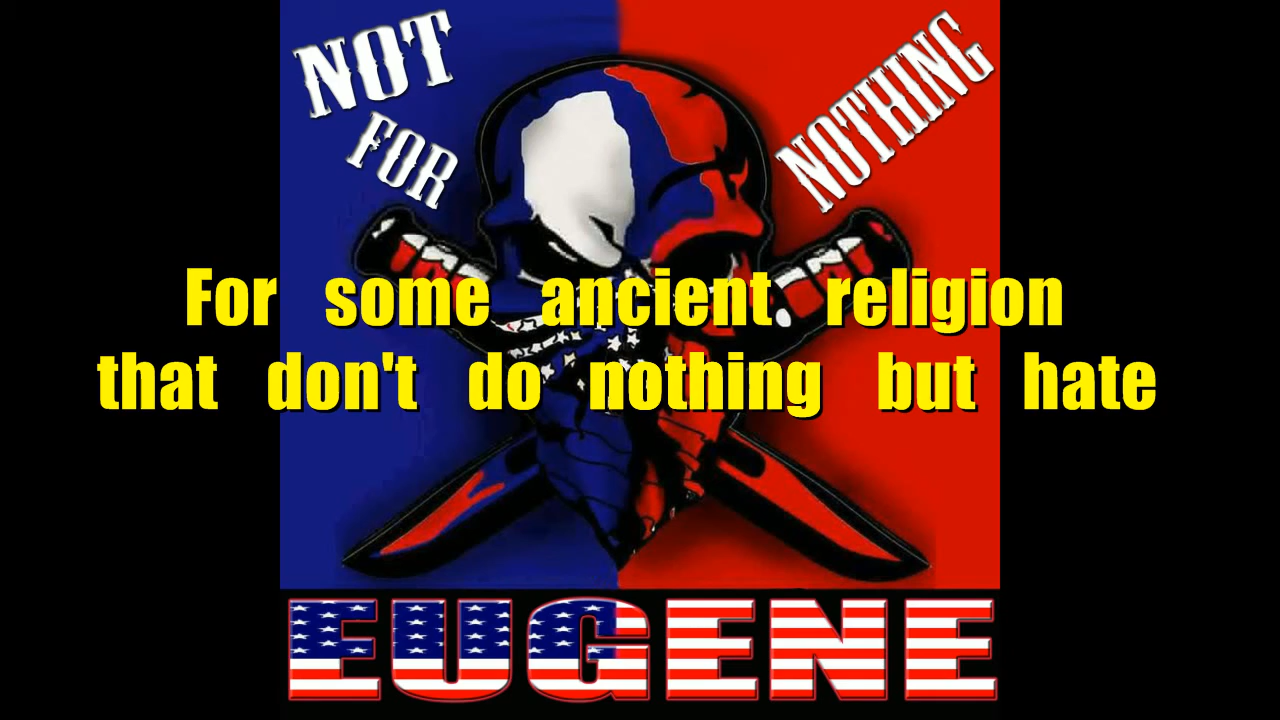 NOT
FOR
NOTHING
For some ancient religion
that don't do nothing but hate
EUGENE